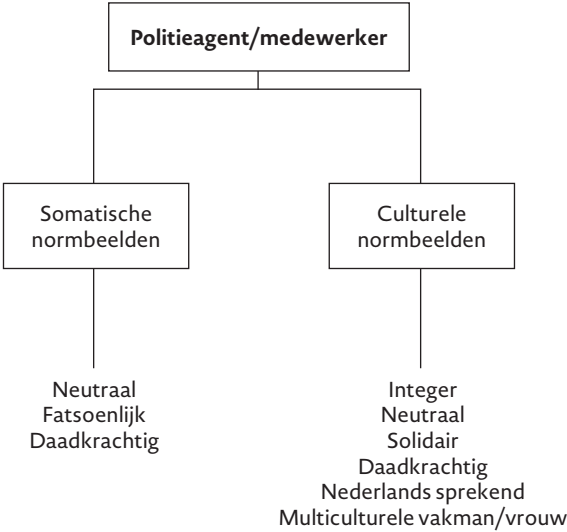 Politieagent/medewerker
Somatische
normbeelden
Culturele
normbeelden
Neutraal
Fatsoenlijk
Daadkrachtig
Integer
Neutraal
Solidair
Daadkrachtig
Nederlands sprekend
Multiculturele vakman/vrouw